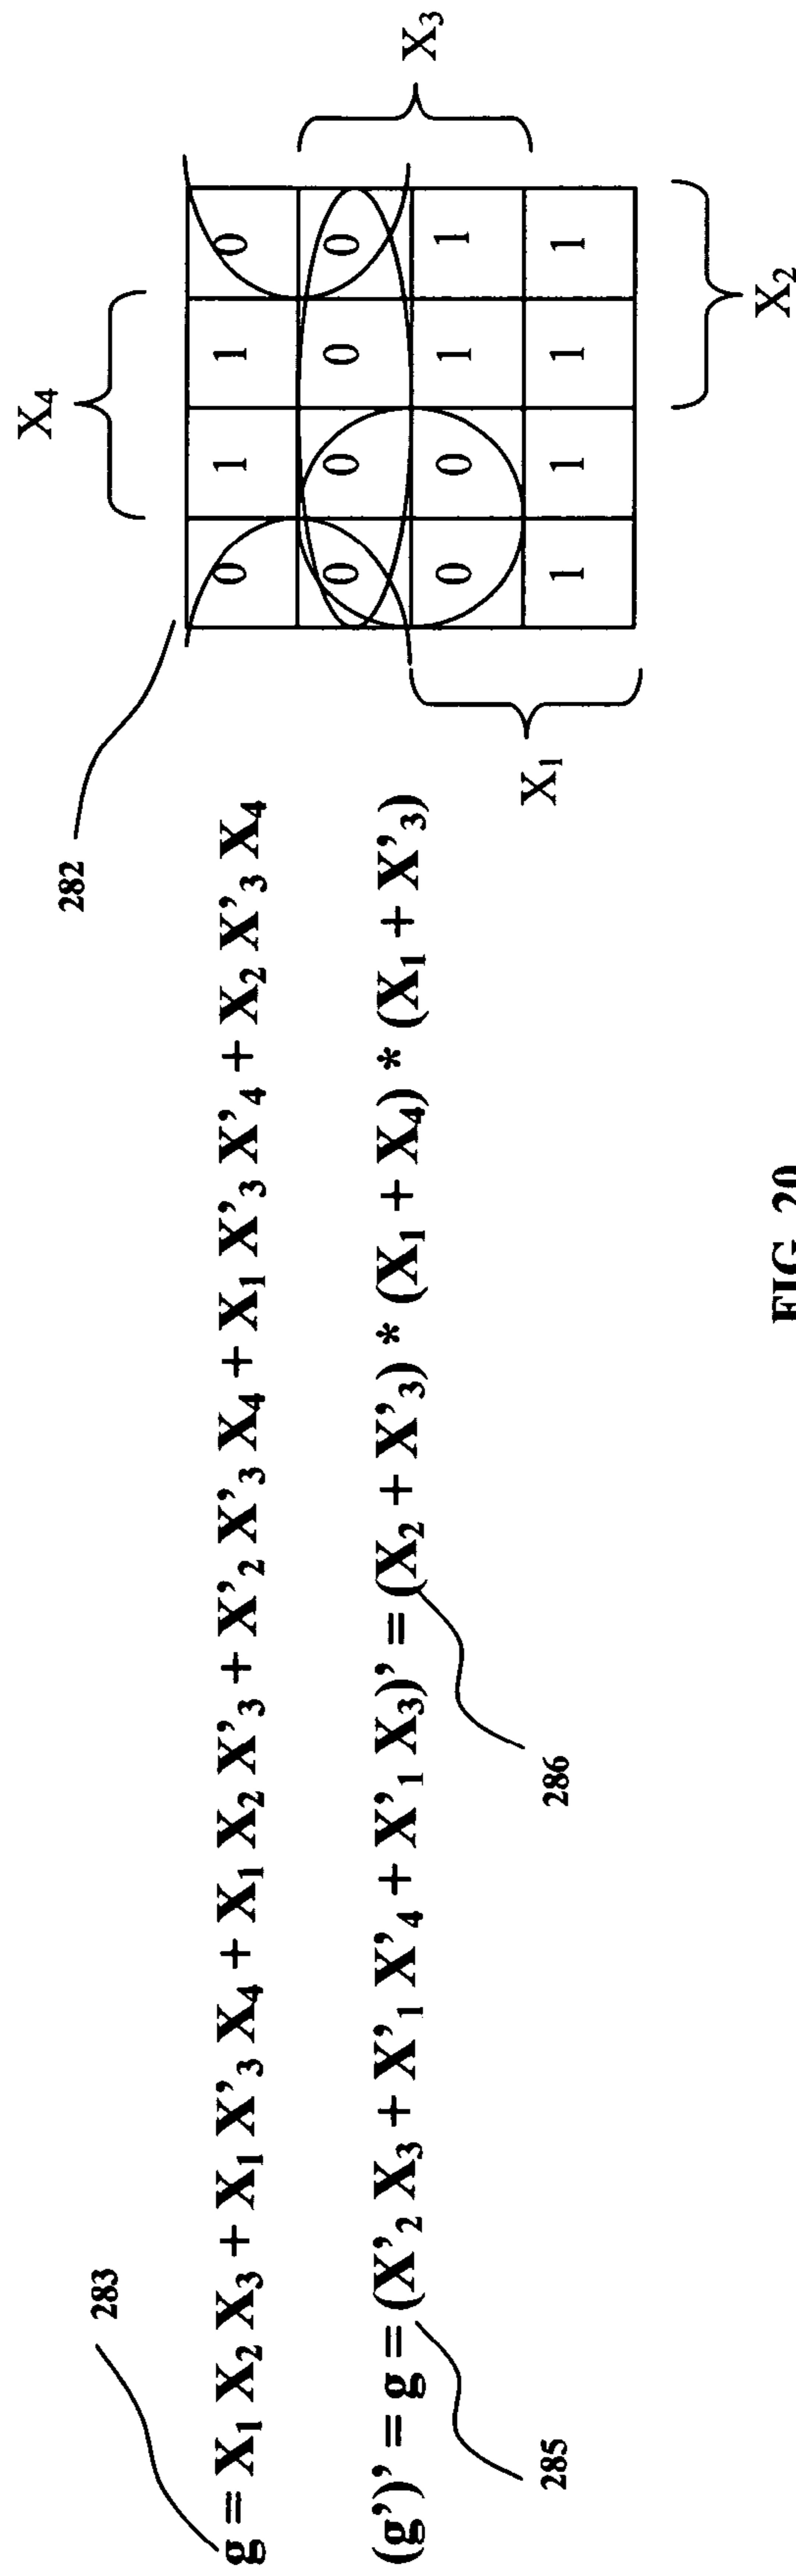 283
g = X₁ X₂ X₃ + X₁ X'₃ X₄ + X₁ X₂ X'₃ + X'₂ X'₃ X₄ + X₁ X'₃ X'₄ + X₂ X'₃ X₄
(g')' = g = (X'₂ X₃ + X'₁ X'₄ + X'₁ X₃)' = (X₂ + X'₃) * (X₁ + X₄) * (X₁ + X'₃)
285
286
282
X₄
0 1 1 0
0 0 0 0
0 0 1 1
1 1 1 1
X₃
X₁
X₂
FIG. 20